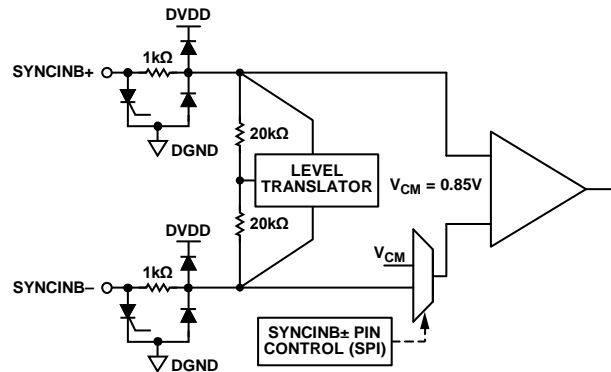 DVDD
1kΩ
SYNCINB+
DGND
20kΩ
LEVEL
TRANSLATOR
VCM = 0.85V
20kΩ
DVDD
1kΩ
SYNCINB–
VCM
DGND
SYNCINB± PIN
CONTROL (SPI)